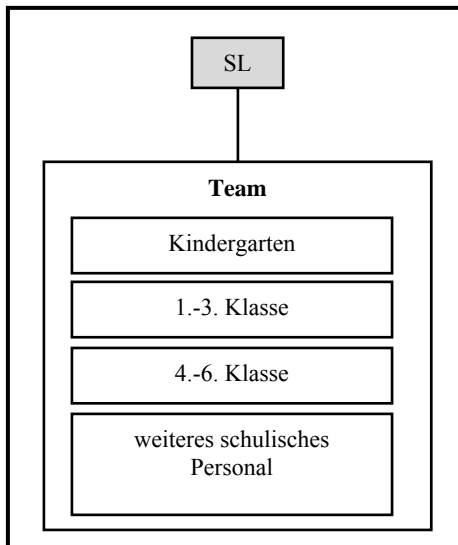 SL
Team
Kindergarten
1.-3. Klasse
4.-6. Klasse
weiteres schulisches
Personal